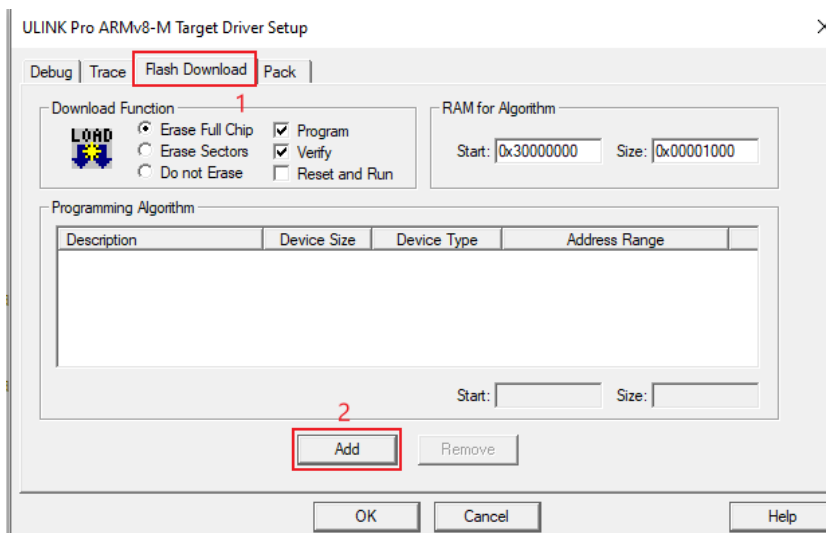 ULINK Pro ARMv8-M Target Driver Setup
Debug Trace Flash Download Pack
1
Download Function
LOAD
Erase Full Chip
Erase Sectors
Do not Erase
Program
Verify
Reset and Run
RAM for Algorithm
Start: 0x30000000 Size: 0x00001000
Programming Algorithm
Description Device Size Device Type Address Range
Start: Size:
2
Add Remove
OK Cancel Help